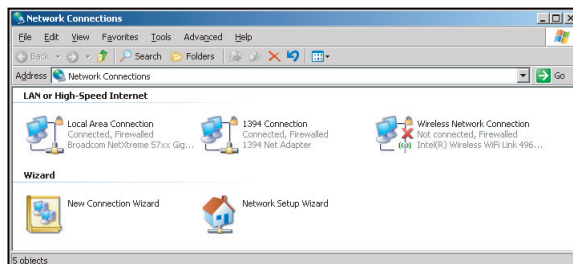 Network Connections
File Edit View Favorites Tools Advanced Help
Back Search Folders
Address Network Connections Go
LAN or High-Speed Internet
Local Area Connection
Connected, Firewalled
Broadcom NetXtreme 57xx Gig...
1394 Connection
Connected, Firewalled
1394 Net Adapter
Wireless Network Connection
Not connected, Firewalled
Intel(R) Wireless WiFi Link 496...
Wizard
New Connection Wizard
Network Setup Wizard
5 objects